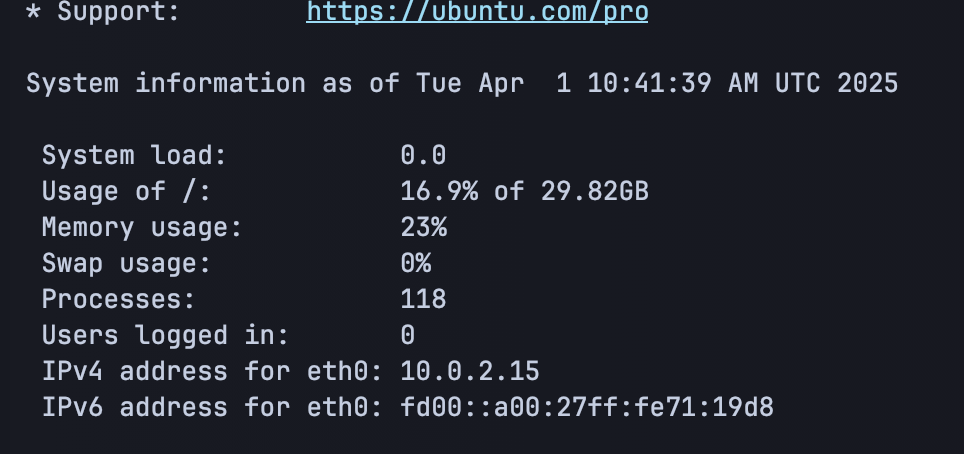 * Support:        https://ubuntu.com/pro
System information as of Tue Apr  1 10:41:39 AM UTC 2025
System load:           0.0
Usage of /:            16.9% of 29.82GB
Memory usage:          23%
Swap usage:            0%
Processes:             118
Users logged in:       0
IPv4 address for eth0: 10.0.2.15
IPv6 address for eth0: fd00::a00:27ff:fe71:19d8